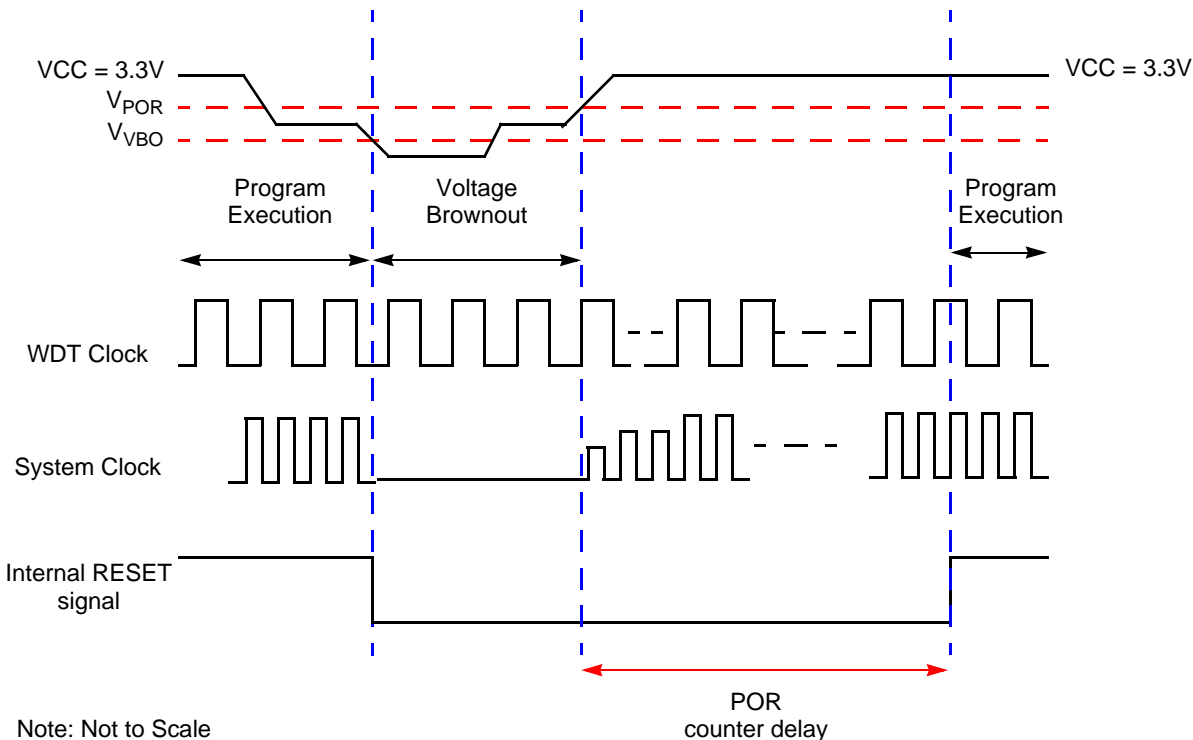 VCC = 3.3V
VCC = 3.3V
VPOR
VVBO
Program
Execution
Voltage
Brownout
Program
Execution
WDT Clock
System Clock
Internal RESET
signal
POR
counter delay
Note: Not to Scale